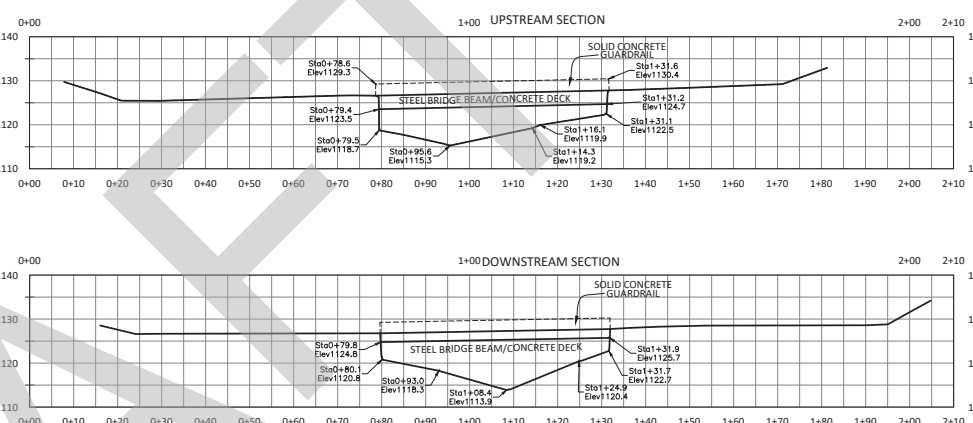 0+00 1+00 UPSTREAM SECTION 2+00 2+10
1140
SOLID CONCRETE
GUARDRAIL
Sta0+78.6
Elev1129.3
Sta1+31.6
Elev1130.4
1130
STEEL BRIDGE BEAM/CONCRETE DECK
Sta1+31.2
Elev1124.7
Sta0+79.4
Elev1123.5
1120
Sta1+31.1
Elev1122.5
Sta1+16.1
Elev1119.9
Sta0+79.5
Elev1118.7
Sta0+95.6
Elev1115.3
Sta1+14.3
Elev1119.2
1110
0+00 0+10 0+20 0+30 0+40 0+50 0+60 0+70 0+80 0+90 1+00 1+10 1+20 1+30 1+40 1+50 1+60 1+70 1+80 1+90 2+00 2+10
0+00 1+00 DOWNSTREAM SECTION 2+00 2+10
1140
SOLID CONCRETE
GUARDRAIL
1130
Sta0+79.8
Elev1124.8
STEEL BRIDGE BEAM/CONCRETE DECK
Sta1+31.9
Elev1125.7
1120
Sta0+80.1
Elev1120.8
Sta0+93.0
Elev1118.3
Sta1+31.7
Elev1122.7
Sta1+08.4
Elev1113.9
Sta1+24.9
Elev1120.4
1110
0+00 0+10 0+20 0+30 0+40 0+50 0+60 0+70 0+80 0+90 1+00 1+10 1+20 1+30 1+40 1+50 1+60 1+70 1+80 1+90 2+00 2+10